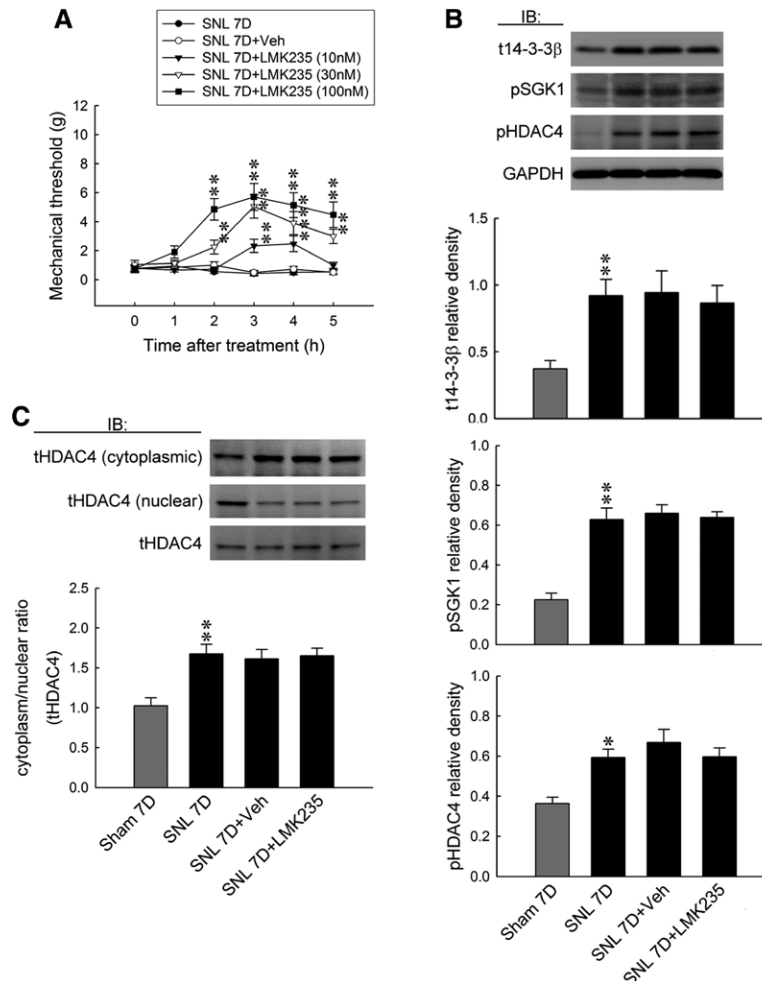 A
SNL 7D
SNL 7D+Veh
SNL 7D+LMK235 (10nM)
SNL 7D+LMK235 (30nM)
SNL 7D+LMK235 (100nM)
Mechanical threshold (g)
12
10
8
6
4
2
0
**
**
**
**
**
**
**
**
**
**
**
0 1 2 3 4 5
Time after treatment (h)
B
IB:
t14-3-3β
pSGK1
pHDAC4
GAPDH
t14-3-3β relative density
1.5
1.0
0.5
0.0
**
pSGK1 relative density
1.0
0.8
0.6
0.4
0.2
0.0
**
pHDAC4 relative density
1.0
0.8
0.6
0.4
0.2
0.0
*
Sham 7D
SNL 7D
SNL 7D+Veh
SNL 7D+LMK235
C
IB:
tHDAC4 (cytoplasmic)
tHDAC4 (nuclear)
tHDAC4
cytoplasm/nuclear ratio
(tHDAC4)
2.5
2.0
1.5
1.0
0.5
0.0
**
Sham 7D
SNL 7D
SNL 7D+Veh
SNL 7D+LMK235